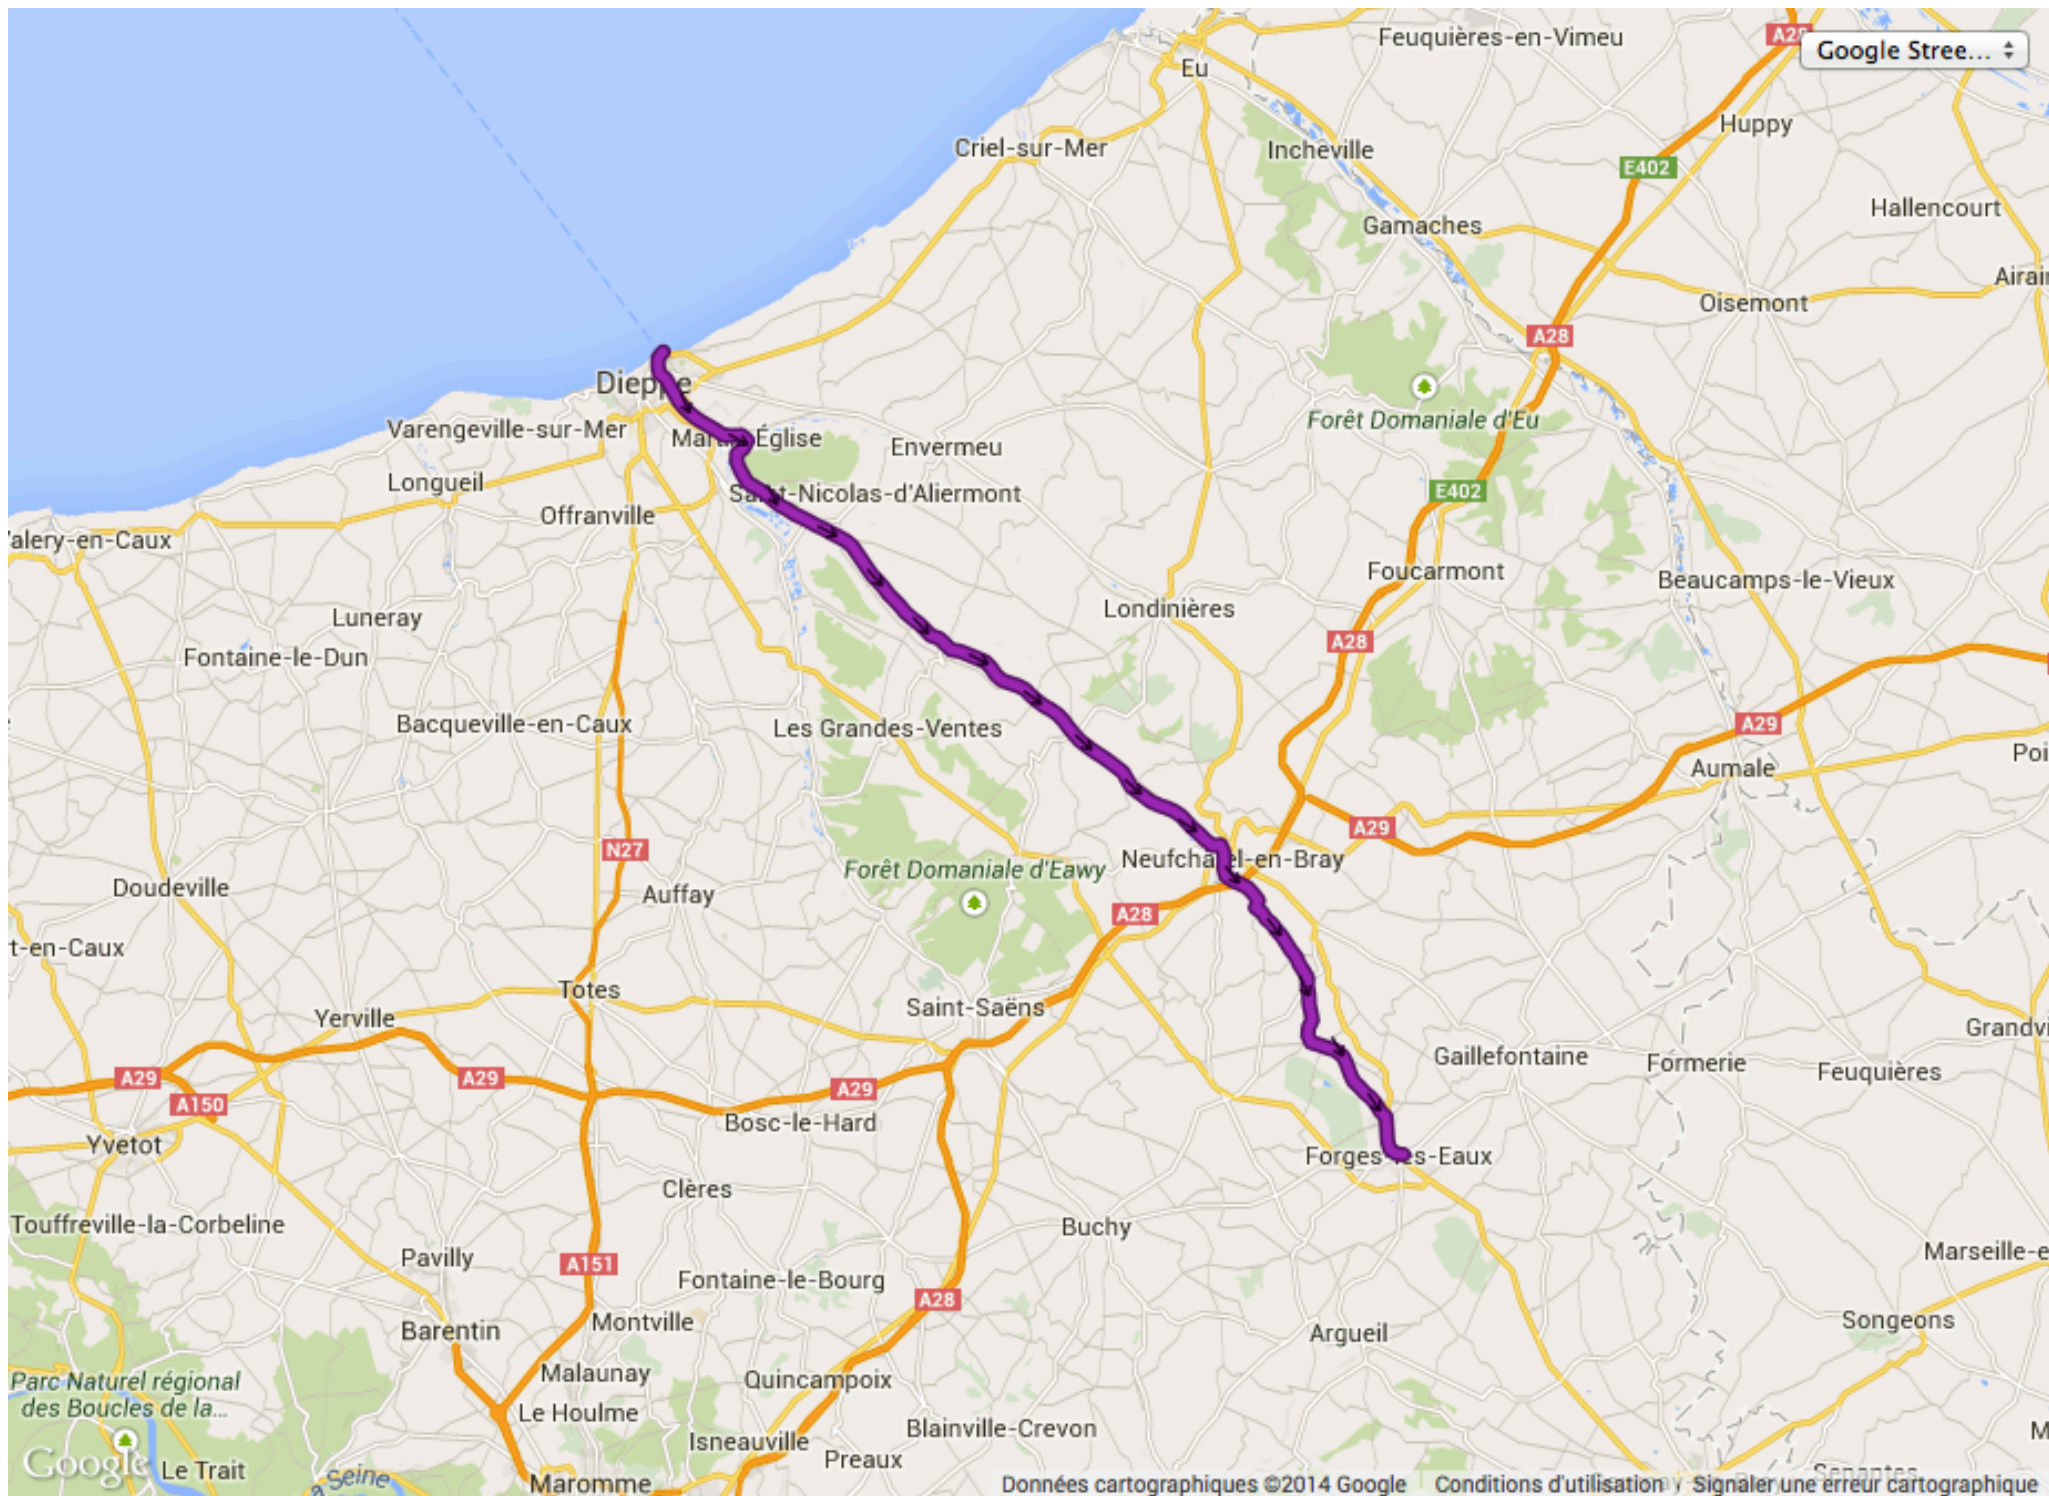 Feuquières-en-Vimeu
A28
Google Stree...
Eu
Huppy
Criel-sur-Mer
Incheville
E402
Hallencourt
Gamaches
Oisemont
A28
Dieppe
Forêt Domaniale d'Eu
Varengeville-sur-Mer
Martin-Église
Envermeu
Longueil
Saint-Nicolas-d'Aliermont
E402
Offranville
alery-en-Caux
Foucarmont
Beaucamps-le-Vieux
Londinières
Luneray
A28
Fontaine-le-Dun
Bacqueville-en-Caux
Les Grandes-Ventes
A29
Aumale
A29
N27
Neufchatel-en-Bray
Forêt Domaniale d'Eawy
Doudeville
Auffay
A28
t-en-Caux
Totes
Saint-Saëns
Yerville
Gaillefontaine
Formerie
Feuquières
A29
A29
A29
A150
Bosc-le-Hard
Yvetot
Forges-les-Eaux
Clères
Touffreville-la-Corbeline
Buchy
Pavilly
Marseille-e
A151
Fontaine-le-Bourg
A28
Montville
Barentin
Argueil
Songeons
Malaunay
Parc Naturel régional
des Boucles de la...
Quincampoix
Le Houlme
Blainville-Crevon
Isneauville
Preaux
Google
Le Trait
a Seine
Maromme
Données cartographiques ©2014 Google
Conditions d'utilisation
Signaler une erreur cartographique